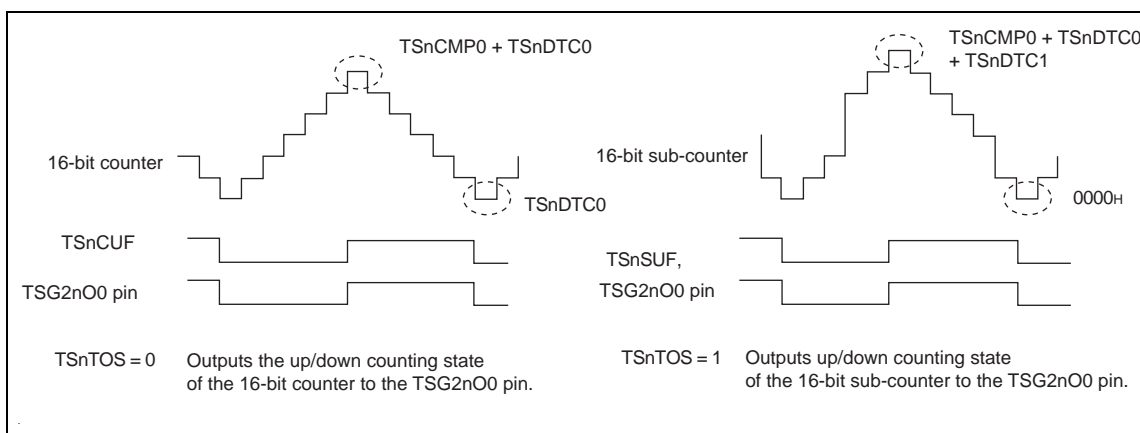 TSnCMP0 + TSnDTC0
16-bit counter
TSnDTC0
TSnCUF
TSG2nO0 pin
TSnTOS = 0 Outputs the up/down counting state
of the 16-bit counter to the TSG2nO0 pin.
TSnCMP0 + TSnDTC0
+ TSnDTC1
16-bit sub-counter
0000H
TSnSUF,
TSG2nO0 pin
TSnTOS = 1 Outputs up/down counting state
of the 16-bit sub-counter to the TSG2nO0 pin.